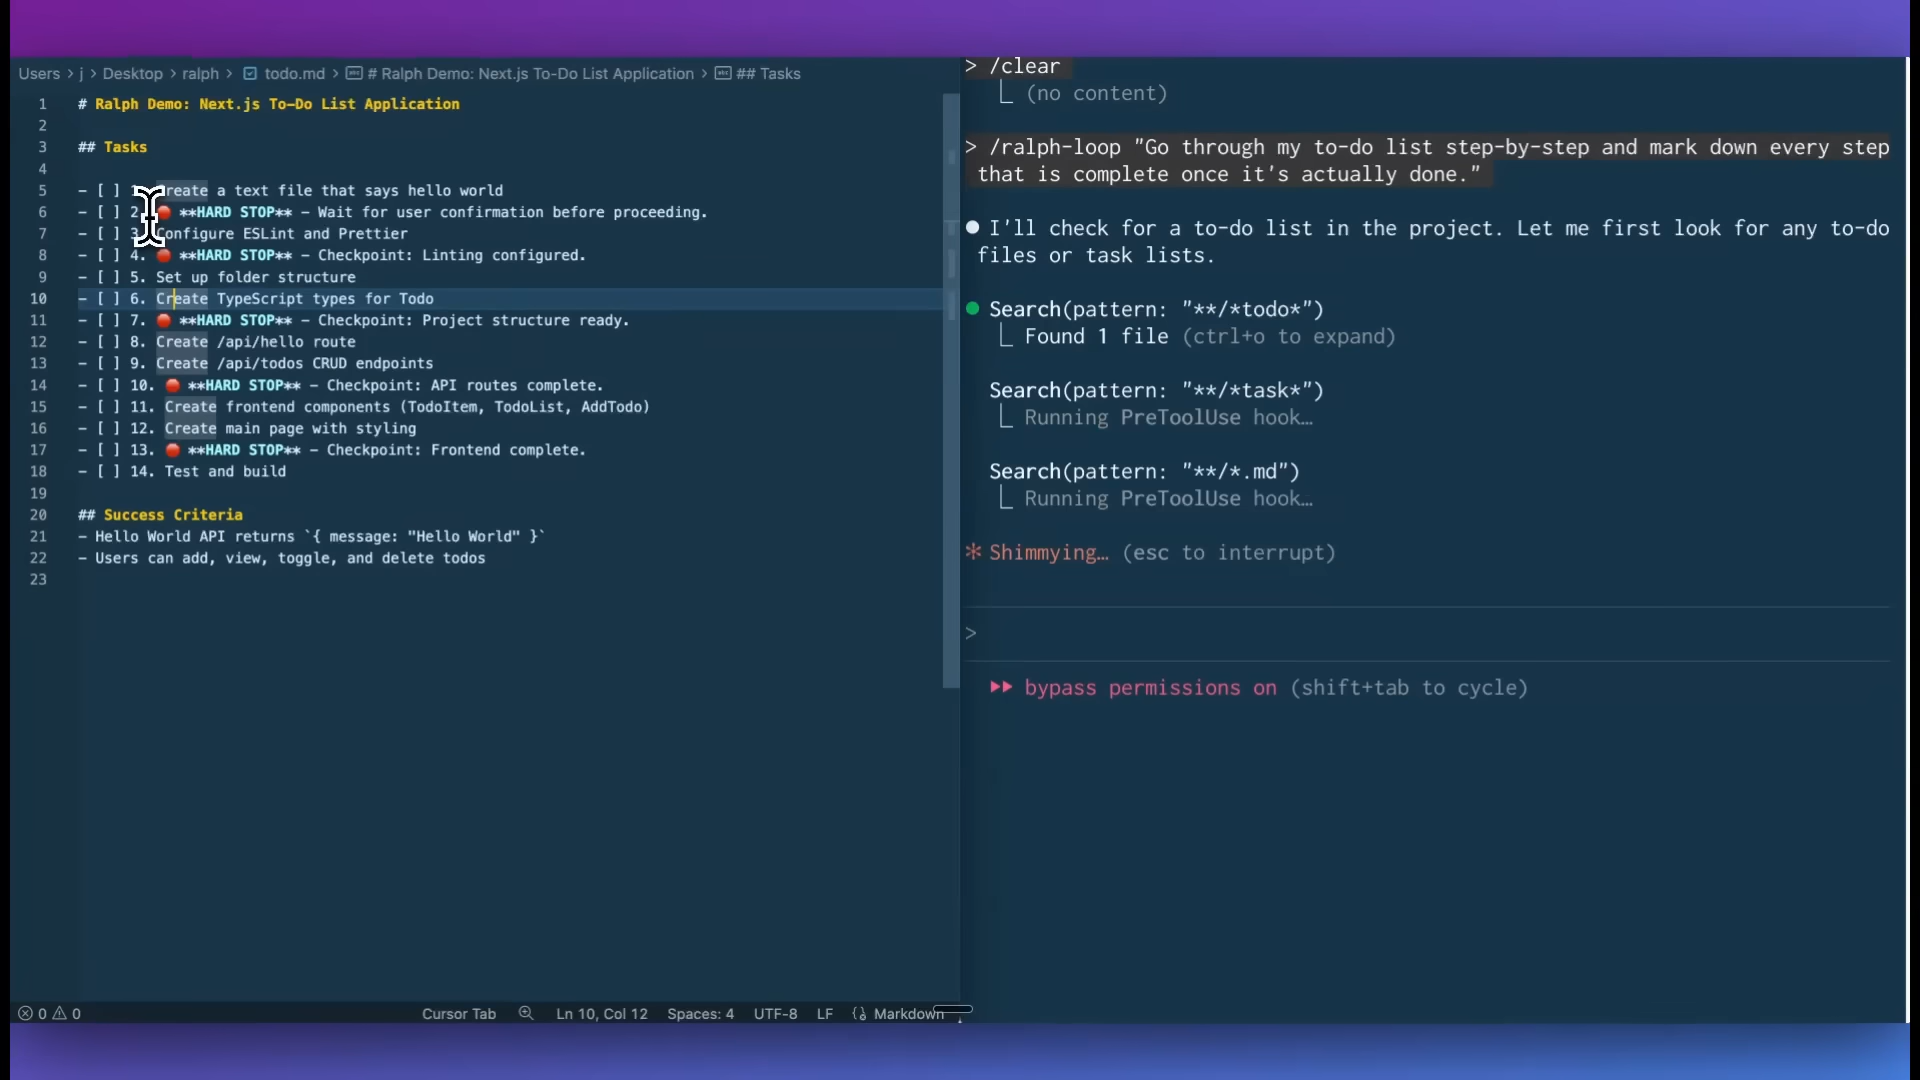 Users > j > Desktop > ralph > todo.md > # Ralph Demo: Next.js To-Do List Application > ## Tasks
1 # Ralph Demo: Next.js To-Do List Application
2
3 ## Tasks
4
5 - [ ] 1. Create a text file that says hello world
6 - [ ] 2. 🛑 **HARD STOP** - Wait for user confirmation before proceeding.
7 - [ ] 3. Configure ESLint and Prettier
8 - [ ] 4. 🛑 **HARD STOP** - Checkpoint: Linting configured.
9 - [ ] 5. Set up folder structure
10 - [ ] 6. Create TypeScript types for Todo
11 - [ ] 7. 🛑 **HARD STOP** - Checkpoint: Project structure ready.
12 - [ ] 8. Create /api/hello route
13 - [ ] 9. Create /api/todos CRUD endpoints
14 - [ ] 10. 🛑 **HARD STOP** - Checkpoint: API routes complete.
15 - [ ] 11. Create frontend components (TodoItem, TodoList, AddTodo)
16 - [ ] 12. Create main page with styling
17 - [ ] 13. 🛑 **HARD STOP** - Checkpoint: Frontend complete.
18 - [ ] 14. Test and build
19
20 ## Success Criteria
21 - Hello World API returns `{ message: "Hello World" }`
22 - Users can add, view, toggle, and delete todos
23
0 0 Cursor Tab Ln 10, Col 12 Spaces: 4 UTF-8 LF Markdown
> /clear
(no content)
> /ralph-loop "Go through my to-do list step-by-step and mark down every step
that is complete once it's actually done."
I'll check for a to-do list in the project. Let me first look for any to-do
files or task lists.
Search(pattern: "**/*todo*")
Found 1 file (ctrl+o to expand)
Search(pattern: "**/*task*")
Running PreToolUse hook…
Search(pattern: "**/*.md")
Running PreToolUse hook…
Shimmying… (esc to interrupt)
>
bypass permissions on (shift+tab to cycle)